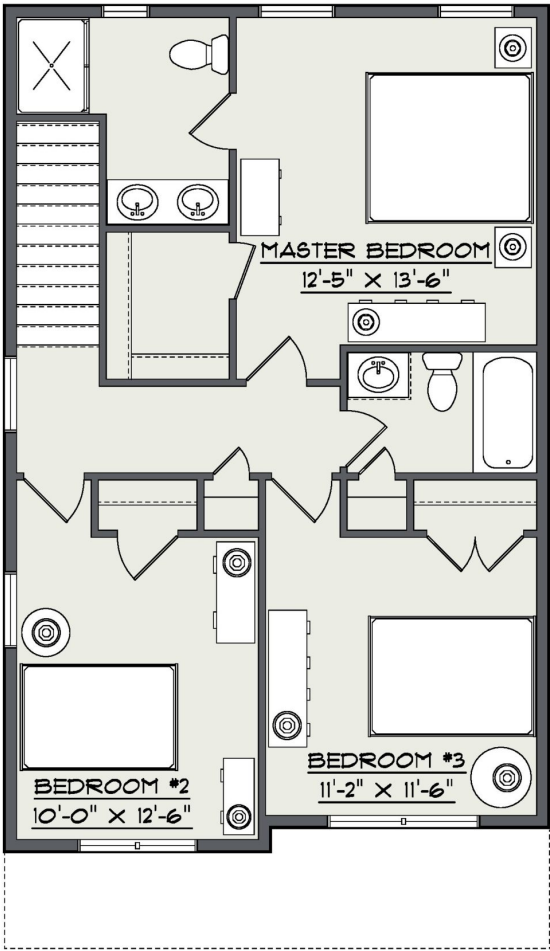 MASTER BEDROOM
12'-5" X 13'-6"
BEDROOM #2
10'-0" X 12'-6"
BEDROOM #3
11'-2" X 11'-6"